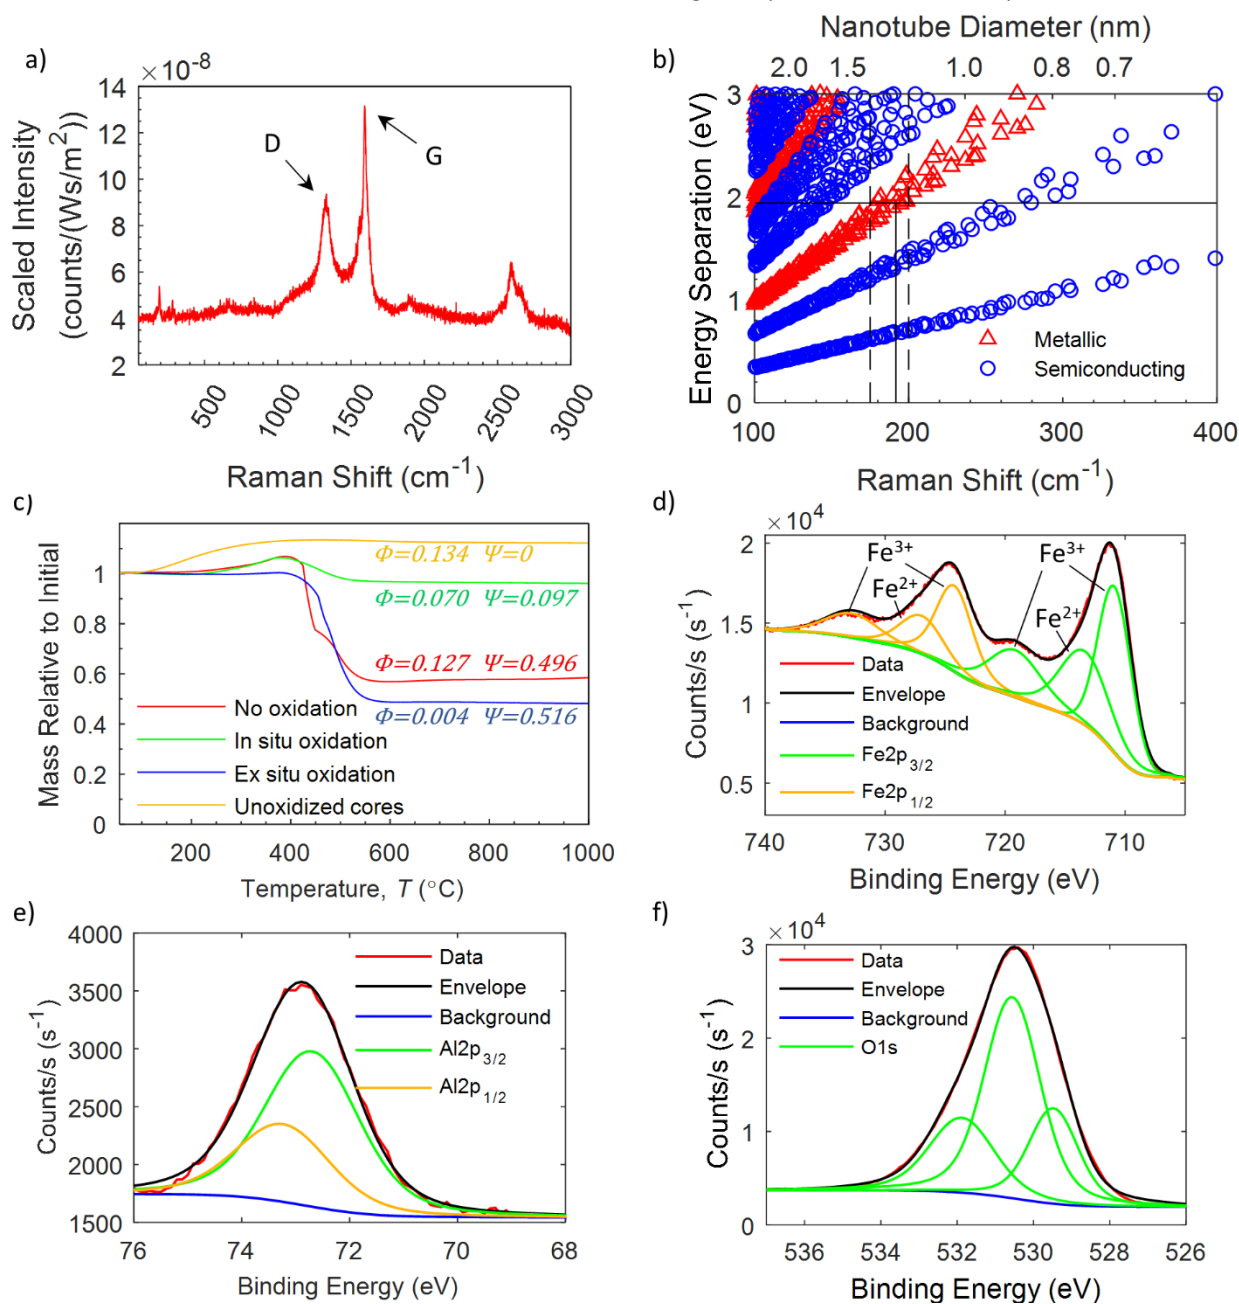 a)
×10-8
14
12
10
8
6
4
2
Scaled Intensity
(counts/(Ws/m2))
D
G
500
1000
1500
2000
2500
3000
Raman Shift (cm-1)
b)
Nanotube Diameter (nm)
2.0 1.5 1.0 0.8 0.7
3
2
1
0
Energy Separation (eV)
Metallic
Semiconducting
100 200 300 400
Raman Shift (cm-1)
c)
Mass Relative to Initial
1
0.8
0.6
0.4
0.2
0
Φ=0.134 Ψ=0
Φ=0.070 Ψ=0.097
Φ=0.127 Ψ=0.496
Φ=0.004 Ψ=0.516
No oxidation
In situ oxidation
Ex situ oxidation
Unoxidized cores
200 400 600 800 1000
Temperature, T (°C)
d)
×104
2.0
1.5
1.0
0.5
Counts/s (s-1)
Fe3+
Fe2+
Fe3+
Fe2+
Data
Envelope
Background
Fe2p3/2
Fe2p1/2
740 730 720 710
Binding Energy (eV)
e)
4000
3500
3000
2500
2000
1500
Counts/s (s-1)
Data
Envelope
Background
Al2p3/2
Al2p1/2
76 74 72 70 68
Binding Energy (eV)
f)
×104
3
2
1
0
Counts/s (s-1)
Data
Envelope
Background
O1s
536 534 532 530 528 526
Binding Energy (eV)